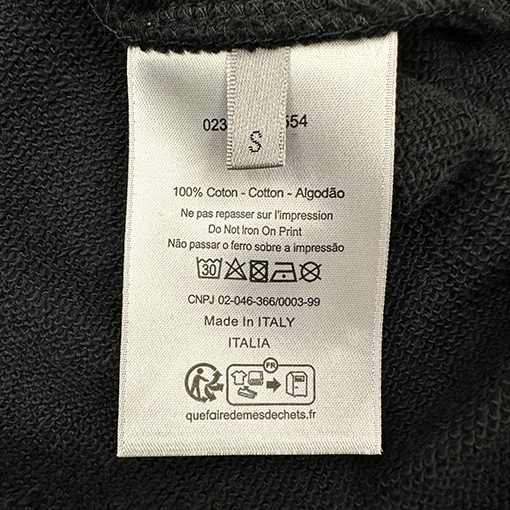 023 554
S
100% Coton - Cotton - Algodão
Ne pas repasser sur l'impression
Do Not Iron On Print
Não passar o ferro sobre a impressão
30
CNPJ 02-046-366/0003-99
Made In ITALY
ITALIA
FR
quefairedemesdechets.fr